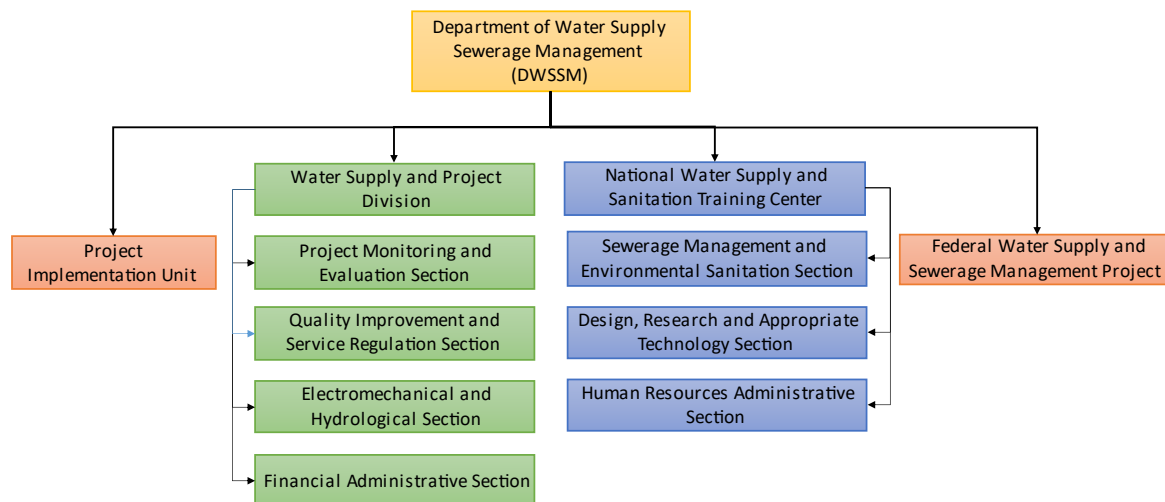 Department of Water Supply
Sewerage Management
(DWSSM)
Water Supply and Project
Division
National Water Supply and
Sanitation Training Center
Project
Implementation Unit
Project Monitoring and
Evaluation Section
Sewerage Management and
Environmental Sanitation Section
Federal Water Supply and
Sewerage Management Project
Quality Improvement and
Service Regulation Section
Design, Research and Appropriate
Technology Section
Electromechanical and
Hydrological Section
Human Resources Administrative
Section
Financial Administrative Section